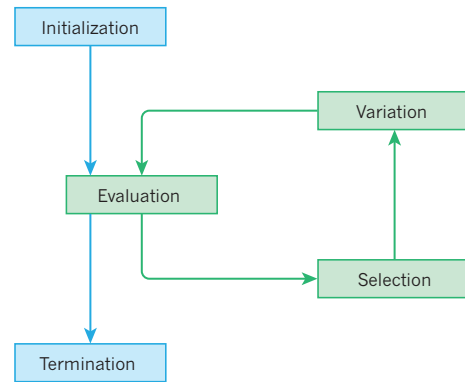 Initialization
Variation
Evaluation
Selection
Termination